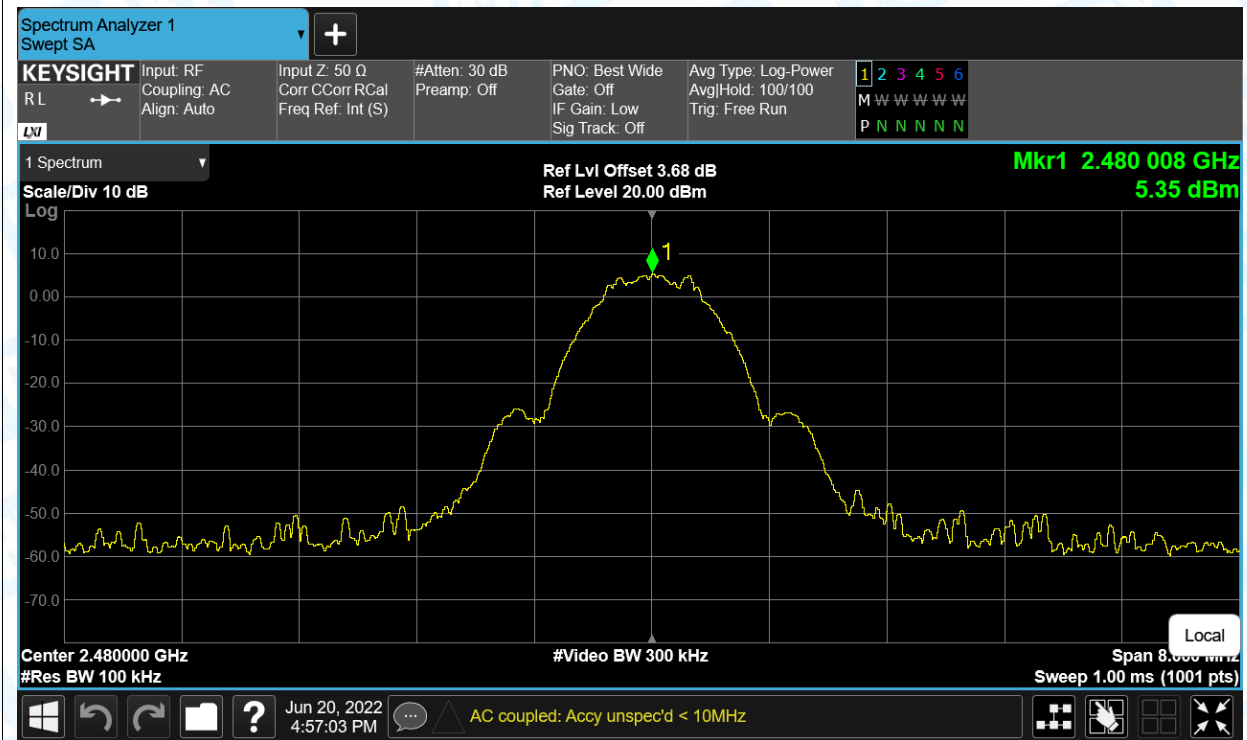 Spectrum Analyzer 1
Swept SA
+
KEYSIGHT
R L
LXI
Input: RF
Coupling: AC
Align: Auto
Input Z: 50 Ω
Corr CCorr RCal
Freq Ref: Int (S)
#Atten: 30 dB
Preamp: Off
PNO: Best Wide
Gate: Off
IF Gain: Low
Sig Track: Off
Avg Type: Log-Power
Avg|Hold: 100/100
Trig: Free Run
1 2 3 4 5 6
M W W W W W
P N N N N N
1 Spectrum
Scale/Div 10 dB
Ref Lvl Offset 3.68 dB
Ref Level 20.00 dBm
Mkr1 2.480 008 GHz
5.35 dBm
Log
1
10.0
0.00
-10.0
-20.0
-30.0
-40.0
-50.0
-60.0
-70.0
Local
Center 2.480000 GHz
#Video BW 300 kHz
Span 8.000 MHz
#Res BW 100 kHz
Sweep 1.00 ms (1001 pts)
?
Jun 20, 2022
4:57:03 PM
AC coupled: Accy unspec'd < 10MHz